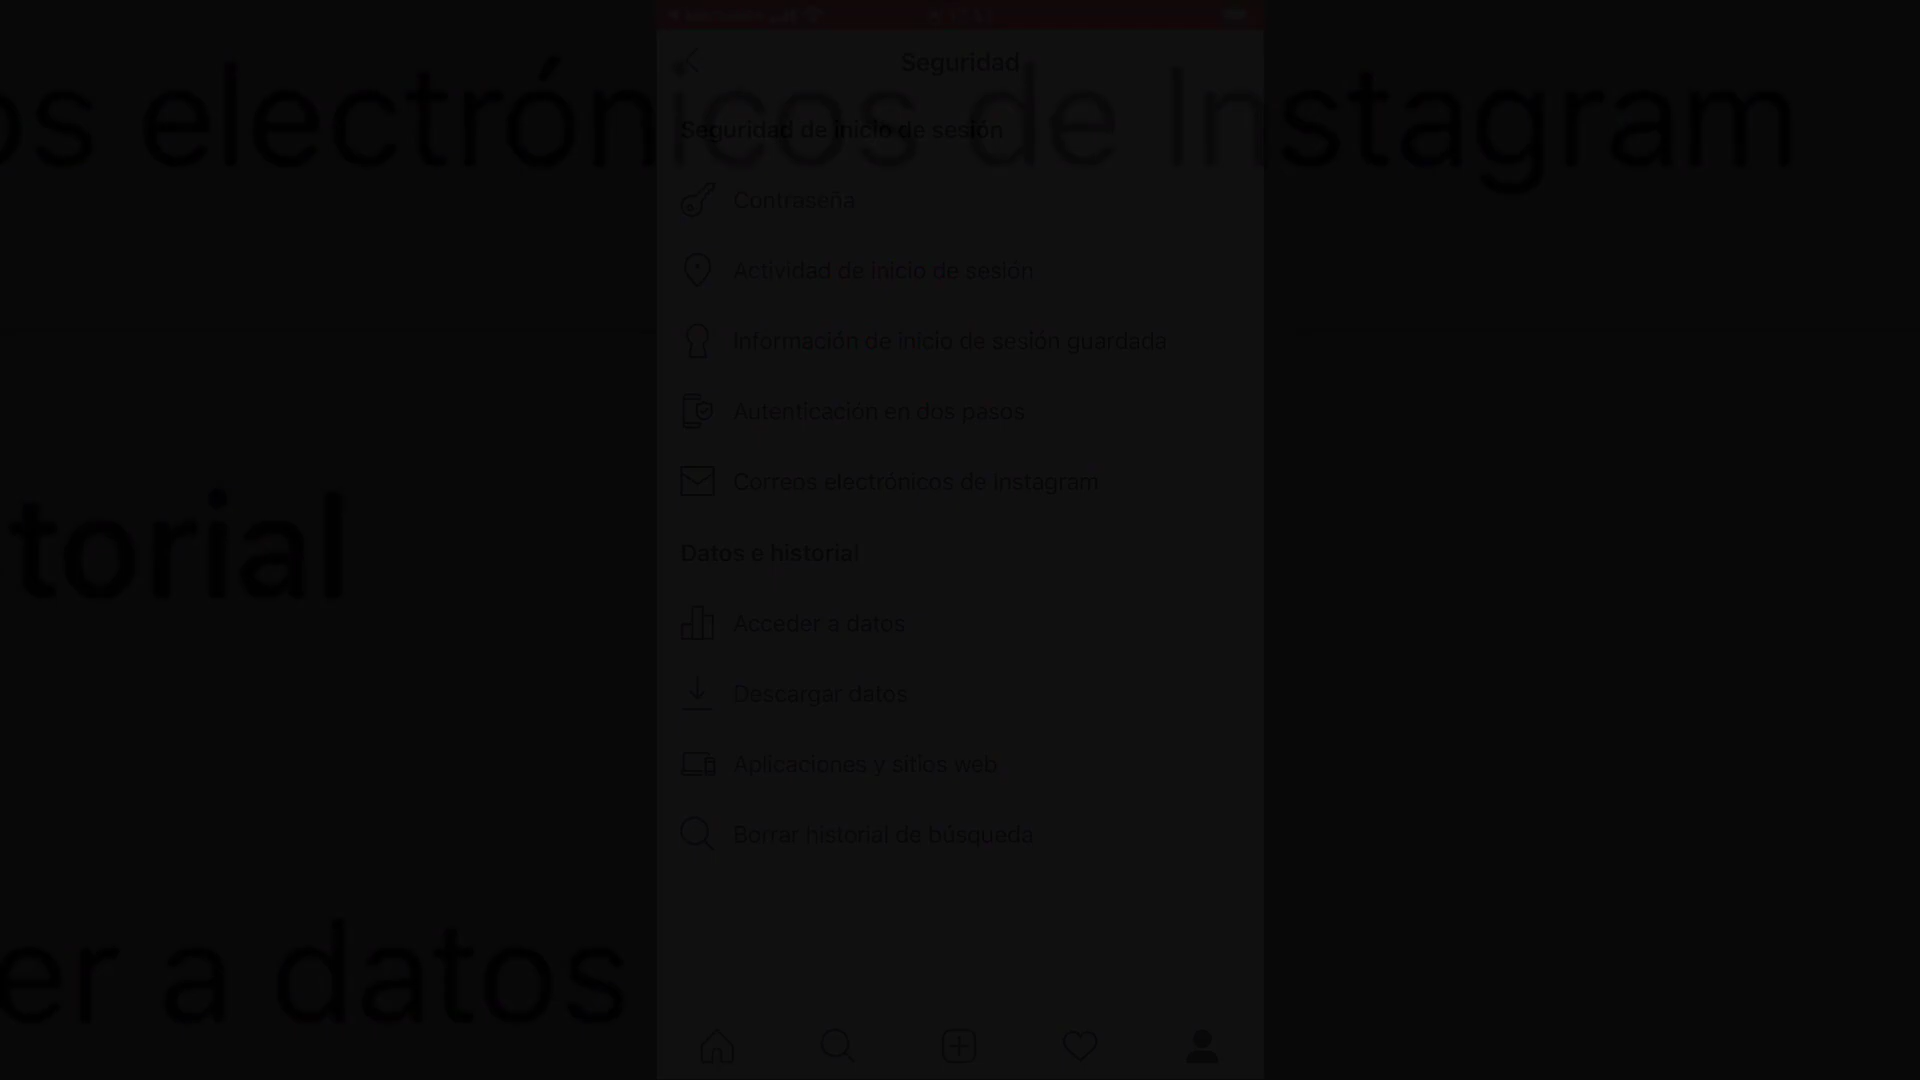 Seguridad
os electrónicos de Instagram
Seguridad de inicio de sesión
Contraseña
Actividad de inicio de sesión
Información de inicio de sesión guardada
Autenticación en dos pasos
Correos electrónicos de Instagram
torial
Datos e historial
Acceder a datos
Descargar datos
Aplicaciones y sitios web
Borrar historial de búsqueda
er a datos